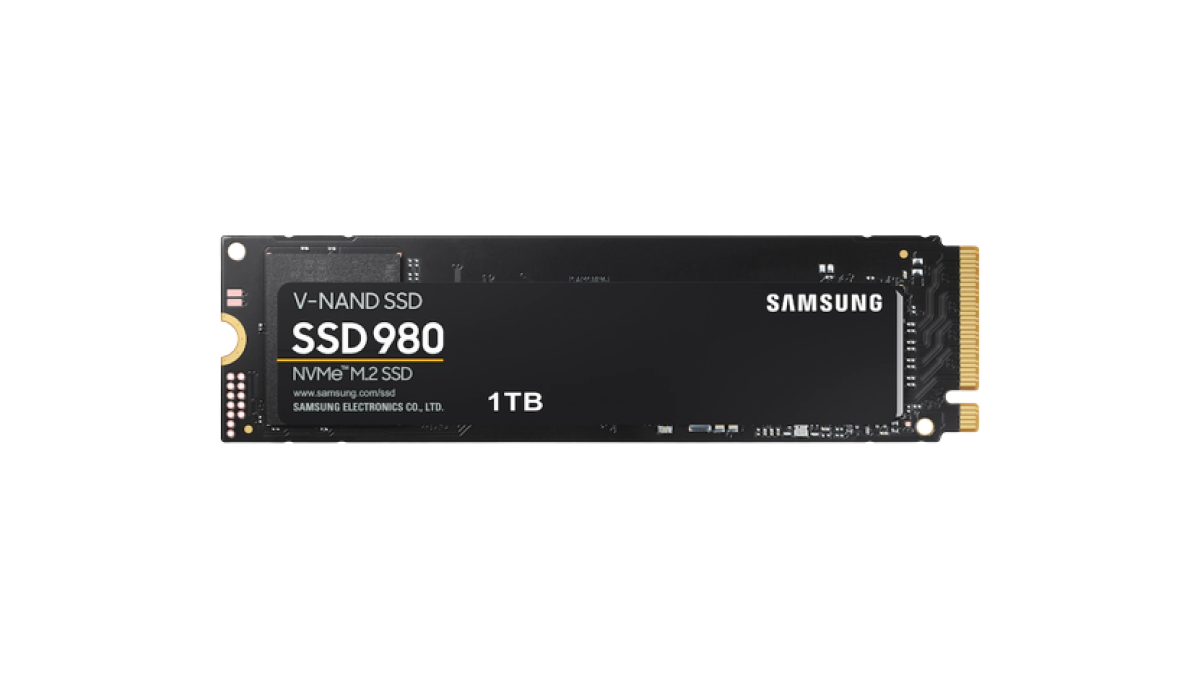 V-NAND SSD
SAMSUNG
SSD 980
NVMe™ M.2 SSD
www.samsung.com/ssd
SAMSUNG ELECTRONICS CO., LTD.
1TB